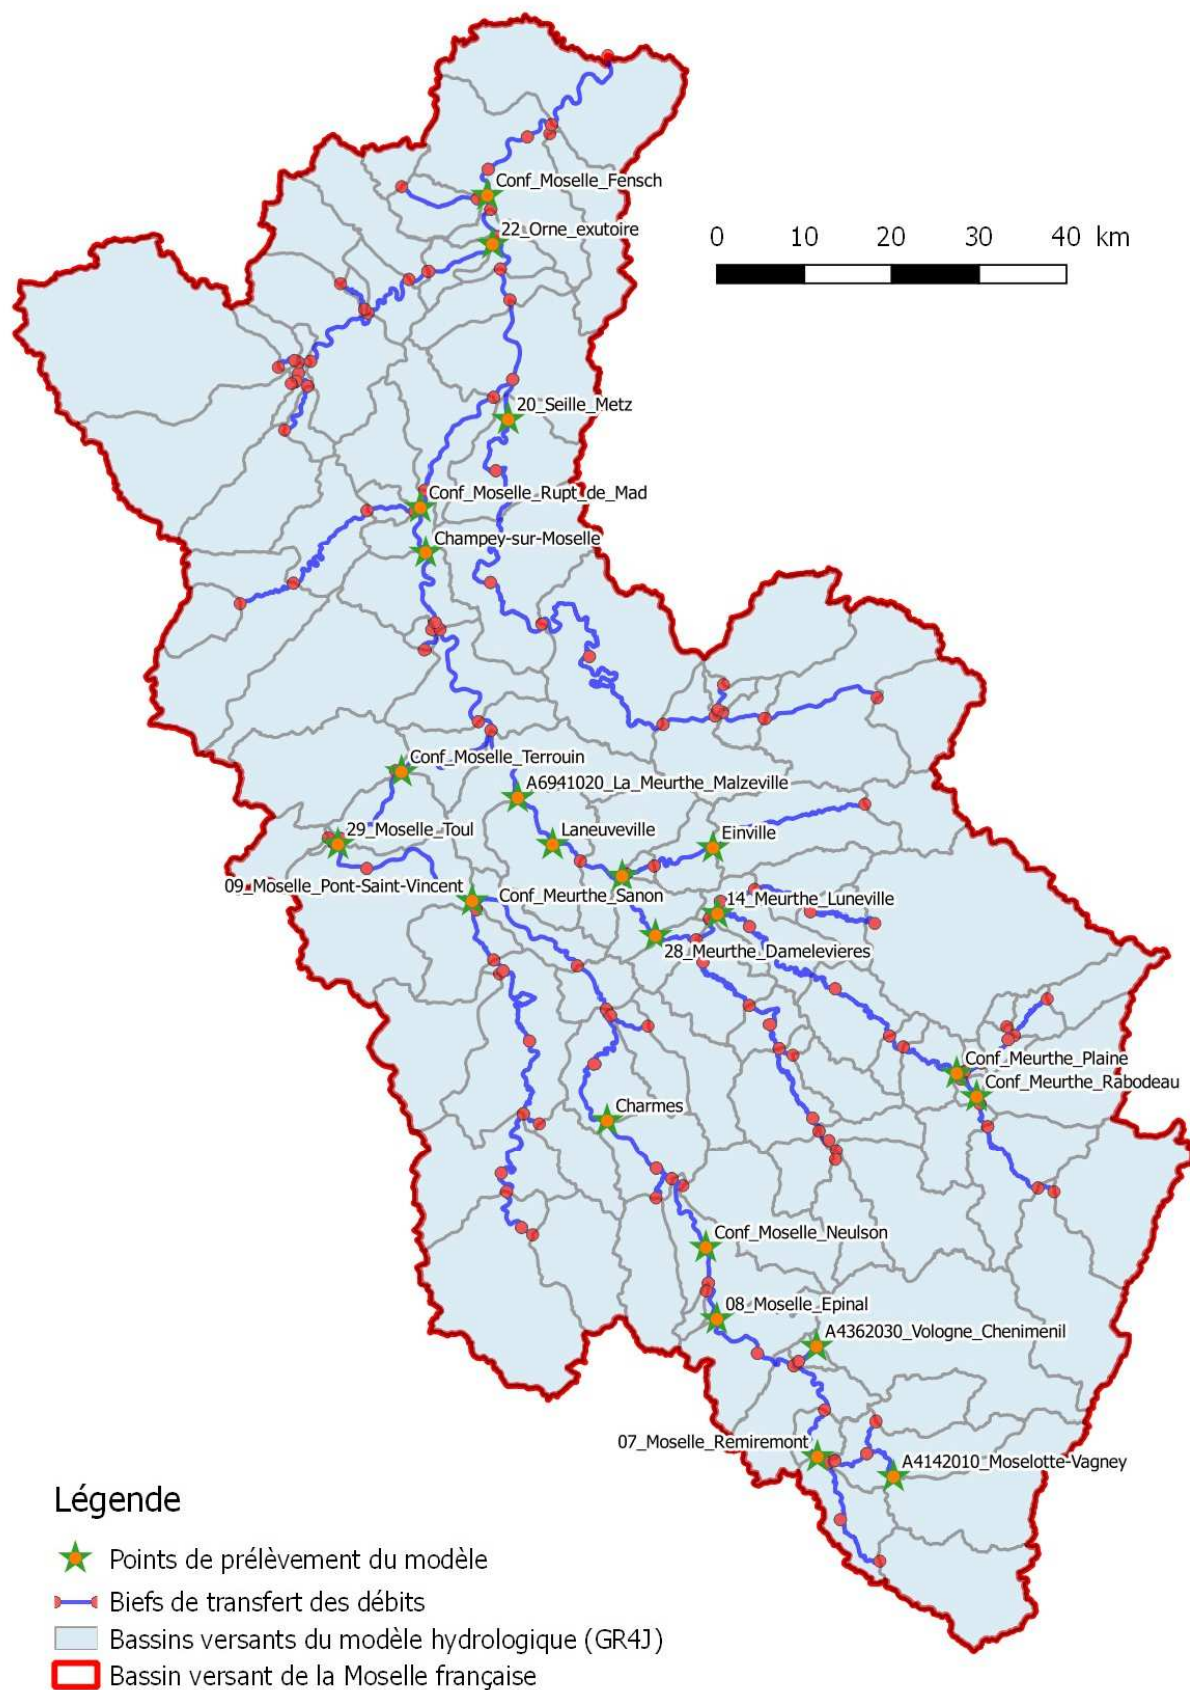 Conf_Moselle_Fensch
22_Orne_exutoire
0 10 20 30 40 km
20_Seille_Metz
Conf_Moselle_Rupt_de_Mad
Champey-sur-Moselle
Conf_Moselle_Terrouin
A6941020_La_Meurthe_Malzeville
29_Moselle_Toul
Laneuveville
Einville
09_Moselle_Pont-Saint-Vincent
Conf_Meurthe_Sanon
14_Meurthe_Luneville
28_Meurthe_Damelevieres
Conf_Meurthe_Plaine
Conf_Meurthe_Rabodeau
Charmes
Conf_Moselle_Neulson
08_Moselle_Epinal
A4362030_Vologne_Chenimenil
07_Moselle_Remiremont
A4142010_Moselotte-Vagney
Légende
Points de prélèvement du modèle
Biefs de transfert des débits
Bassins versants du modèle hydrologique (GR4J)
Bassin versant de la Moselle française